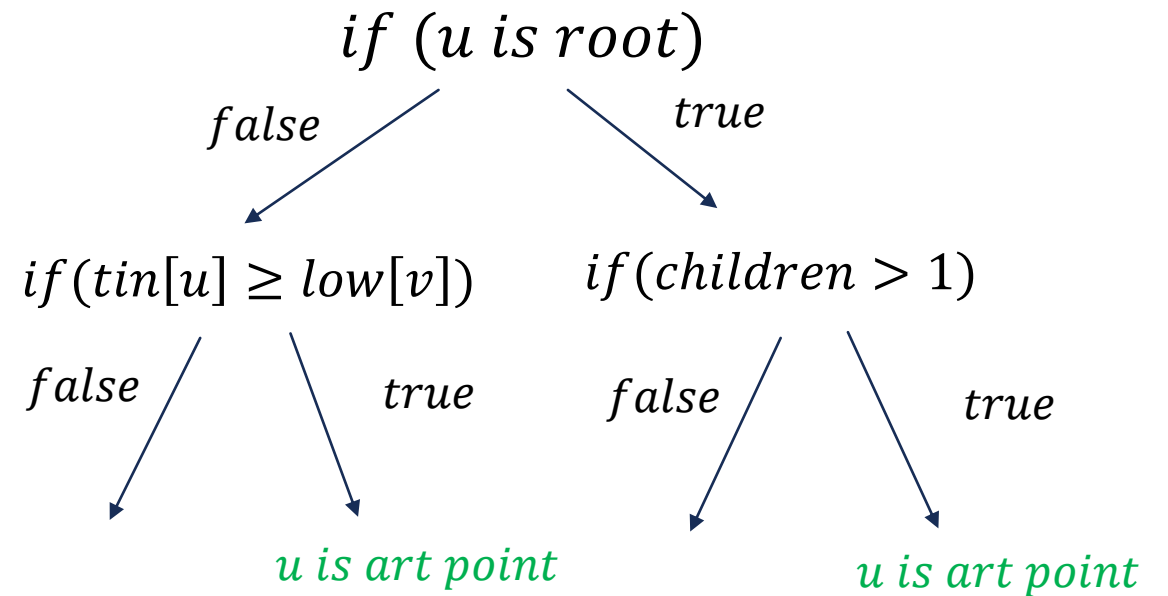 if (u is root)
false
true
if(tin[u] ≥ low[v])
if(children > 1)
false
true
false
true
u is art point
u is art point